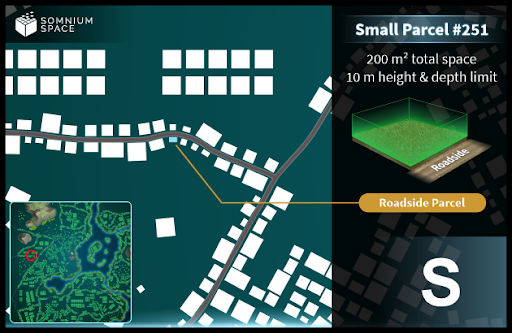 SOMNIUM
SPACE
Small Parcel #251
200 m² total space
10 m height & depth limit
Roadside
Roadside Parcel
S